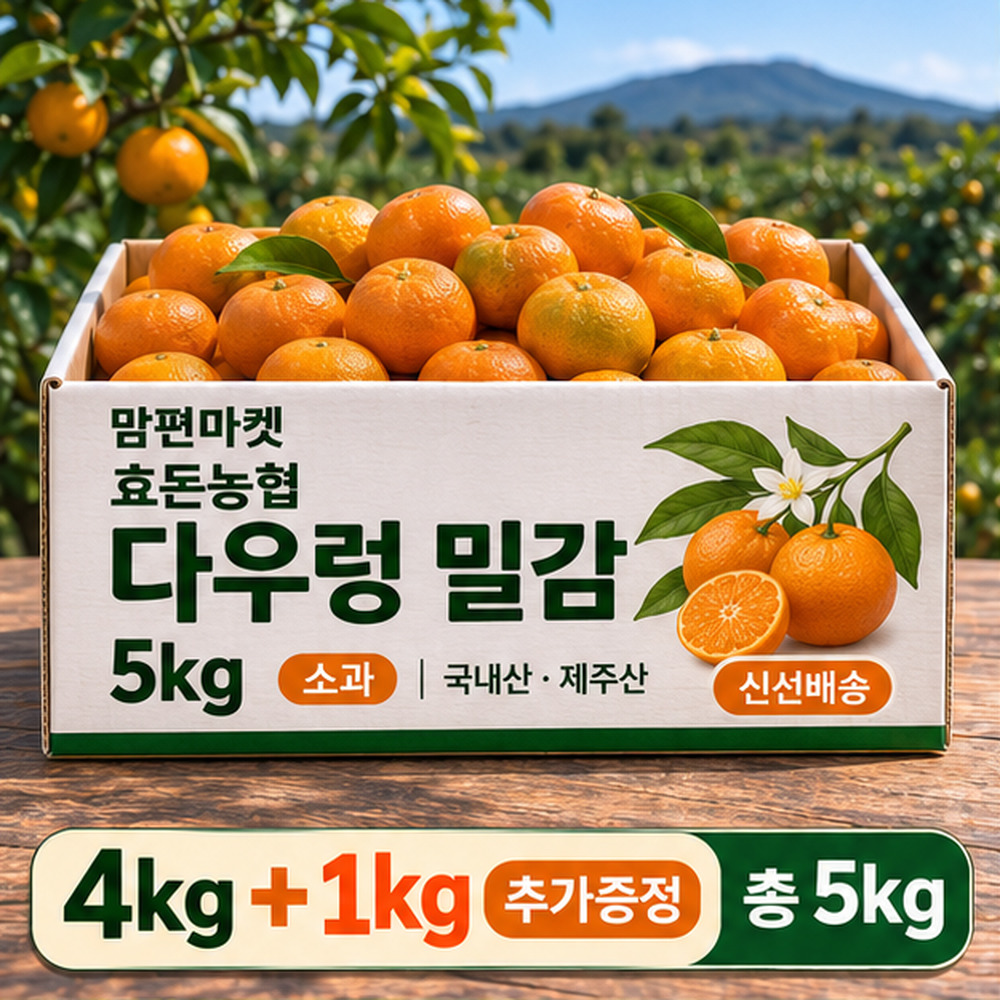 맘편마켓
효돈농협
다우렁 밀감
5kg 소과 | 국내산 · 제주산
신선배송
4kg + 1kg 추가증정 총 5kg